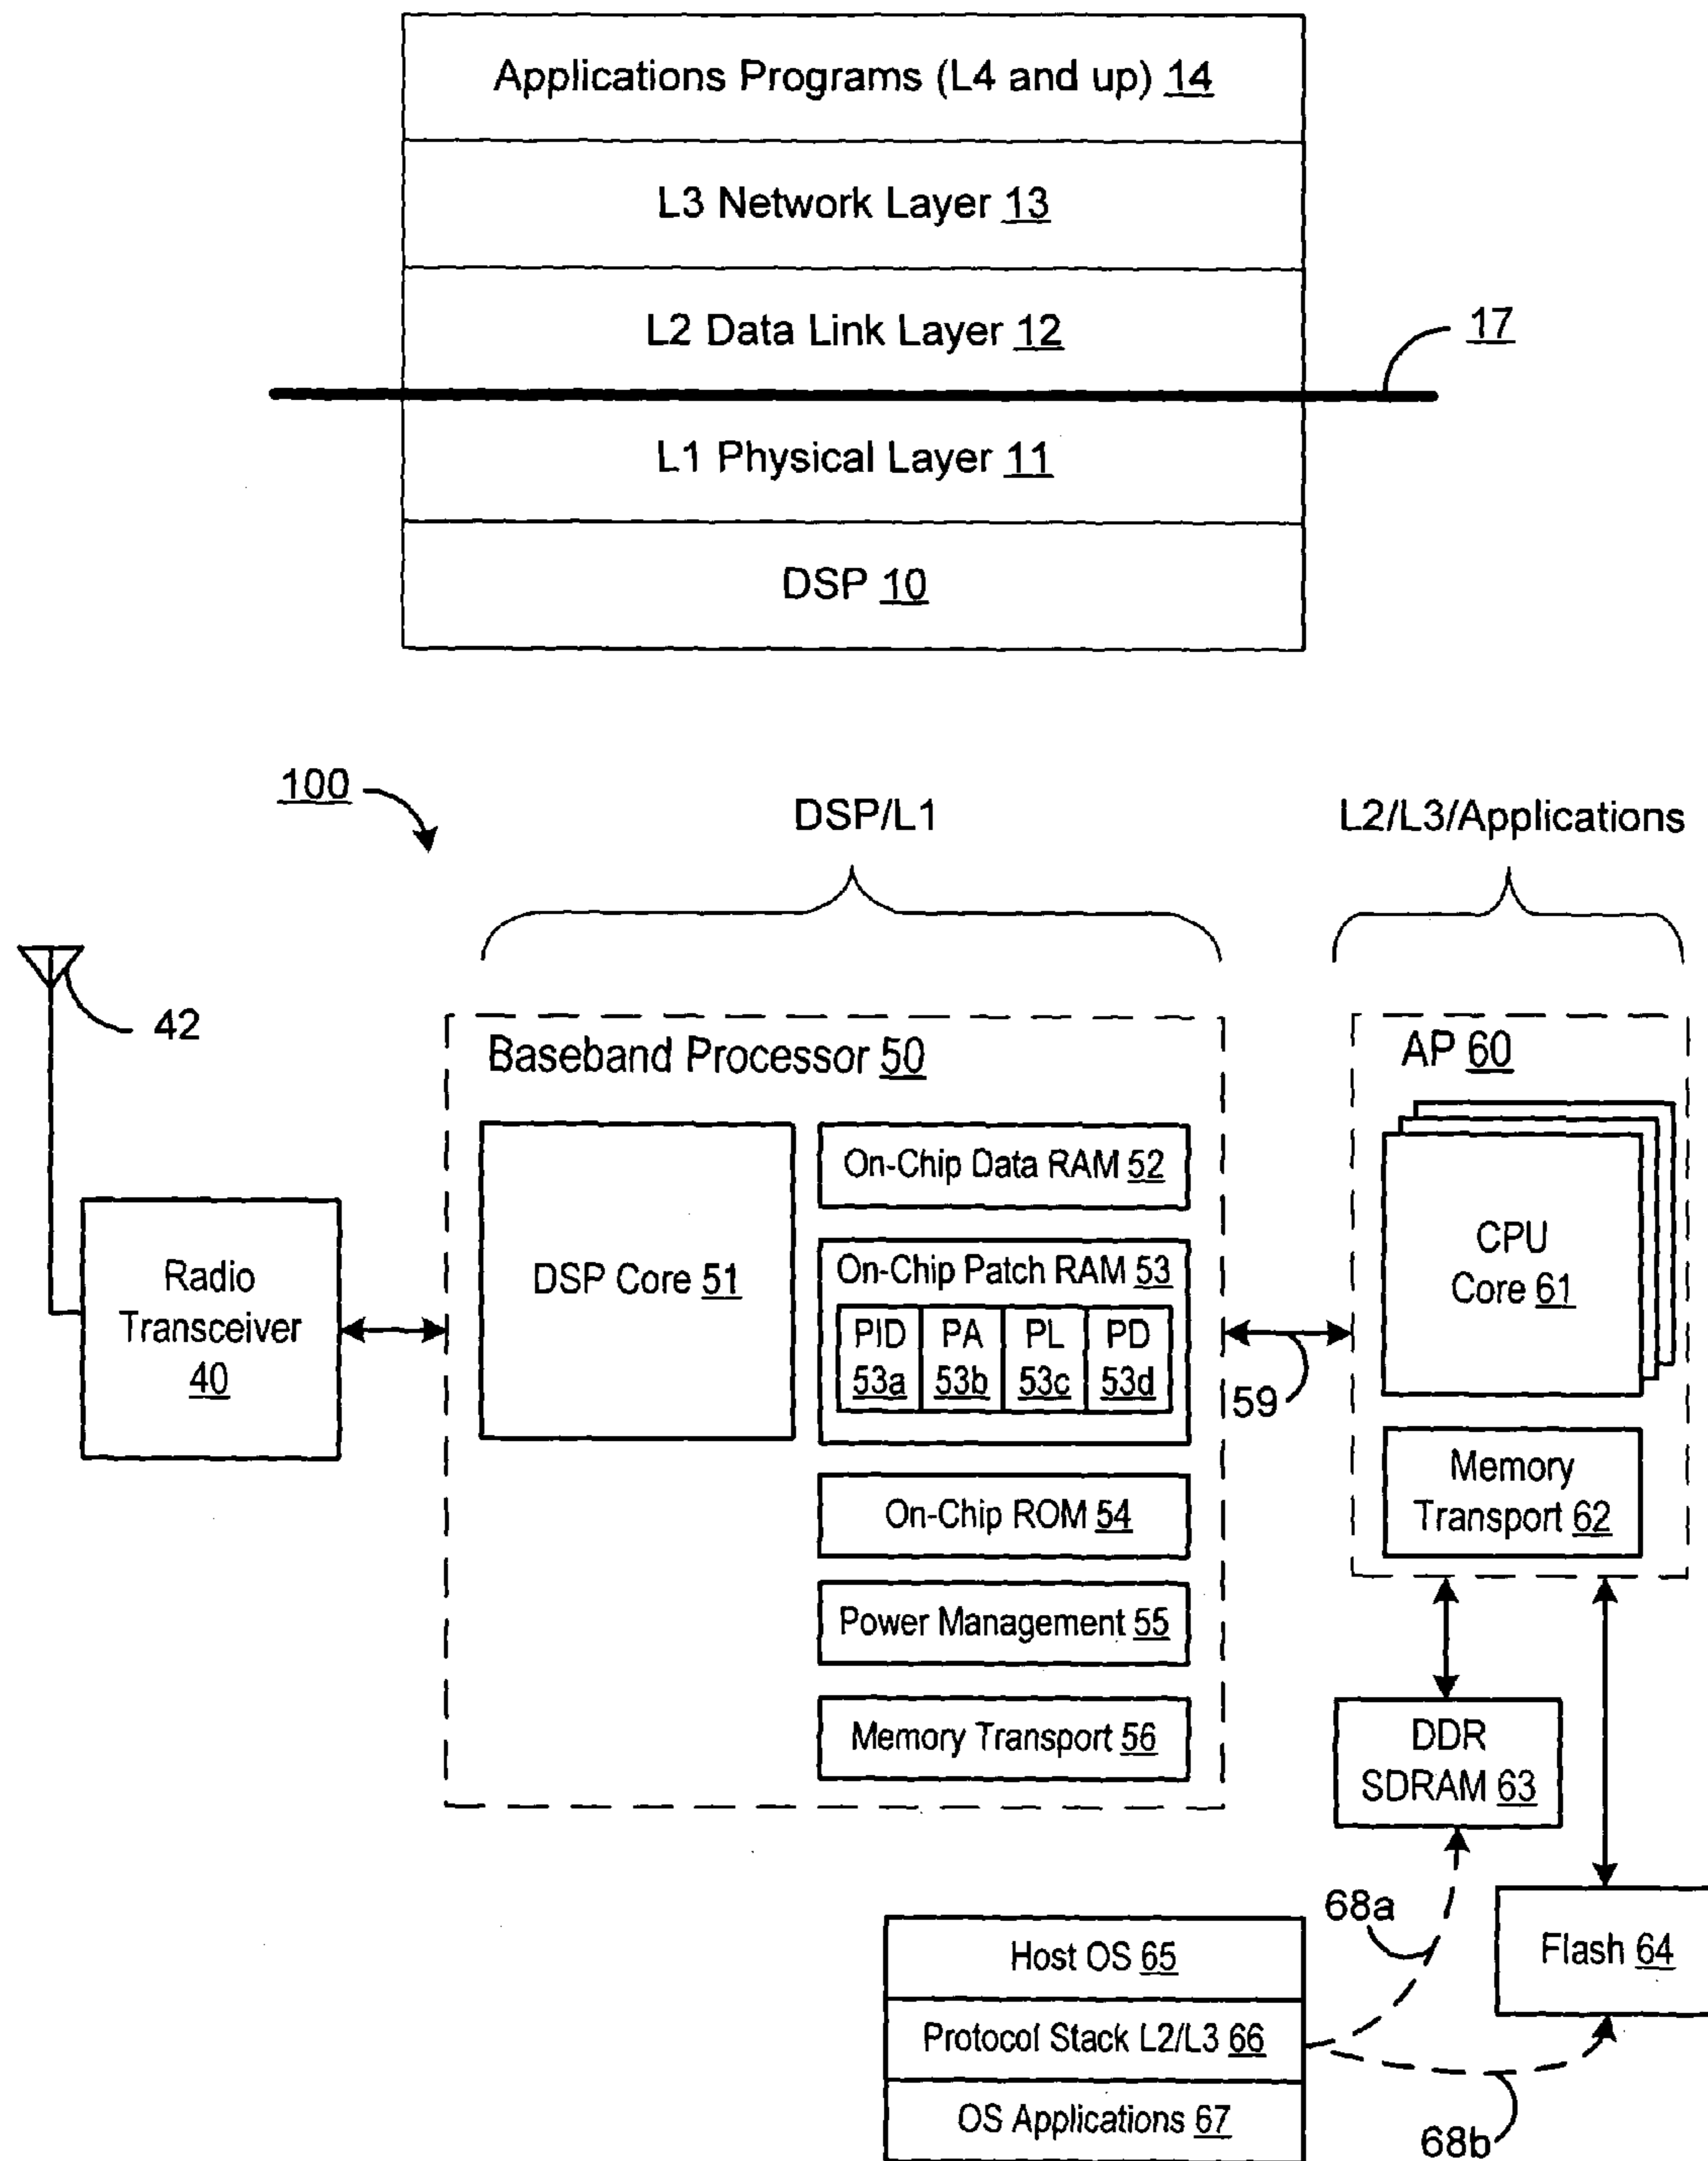 Applications Programs (L4 and up) 14
L3 Network Layer 13
L2 Data Link Layer 12
17
L1 Physical Layer 11
DSP 10
100
DSP/L1
L2/L3/Applications
42
Baseband Processor 50
AP 60
DSP Core 51
On-Chip Data RAM 52
On-Chip Patch RAM 53
PID
53a
PA
53b
PL
53c
PD
53d
On-Chip ROM 54
Power Management 55
Memory Transport 56
Radio
Transceiver
40
59
CPU
Core 61
Memory
Transport 62
DDR
SDRAM 63
Flash 64
68a
Host OS 65
Protocol Stack L2/L3 66
OS Applications 67
68b